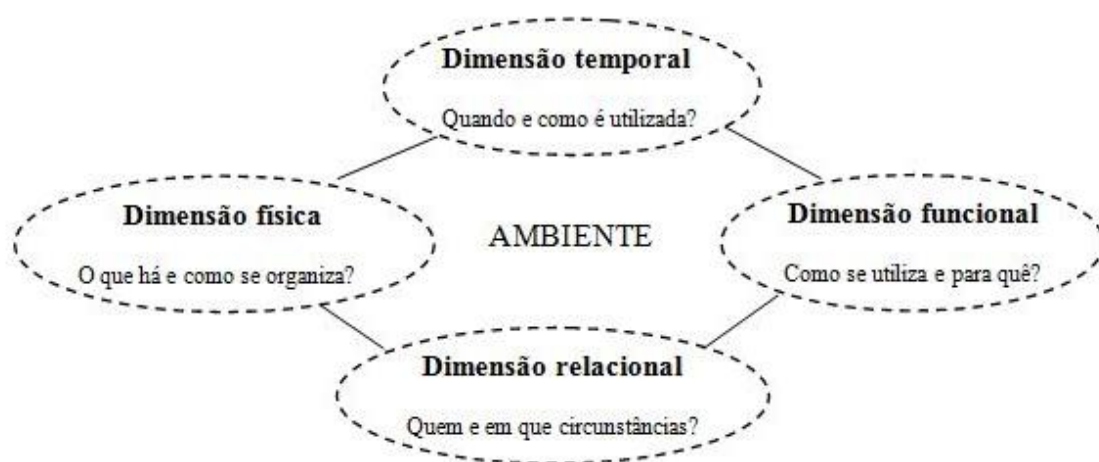 Dimensão temporal
Quando e como é utilizada?
Dimensão física
O que há e como se organiza?
AMBIENTE
Dimensão funcional
Como se utiliza e para quê?
Dimensão relacional
Quem e em que circunstâncias?